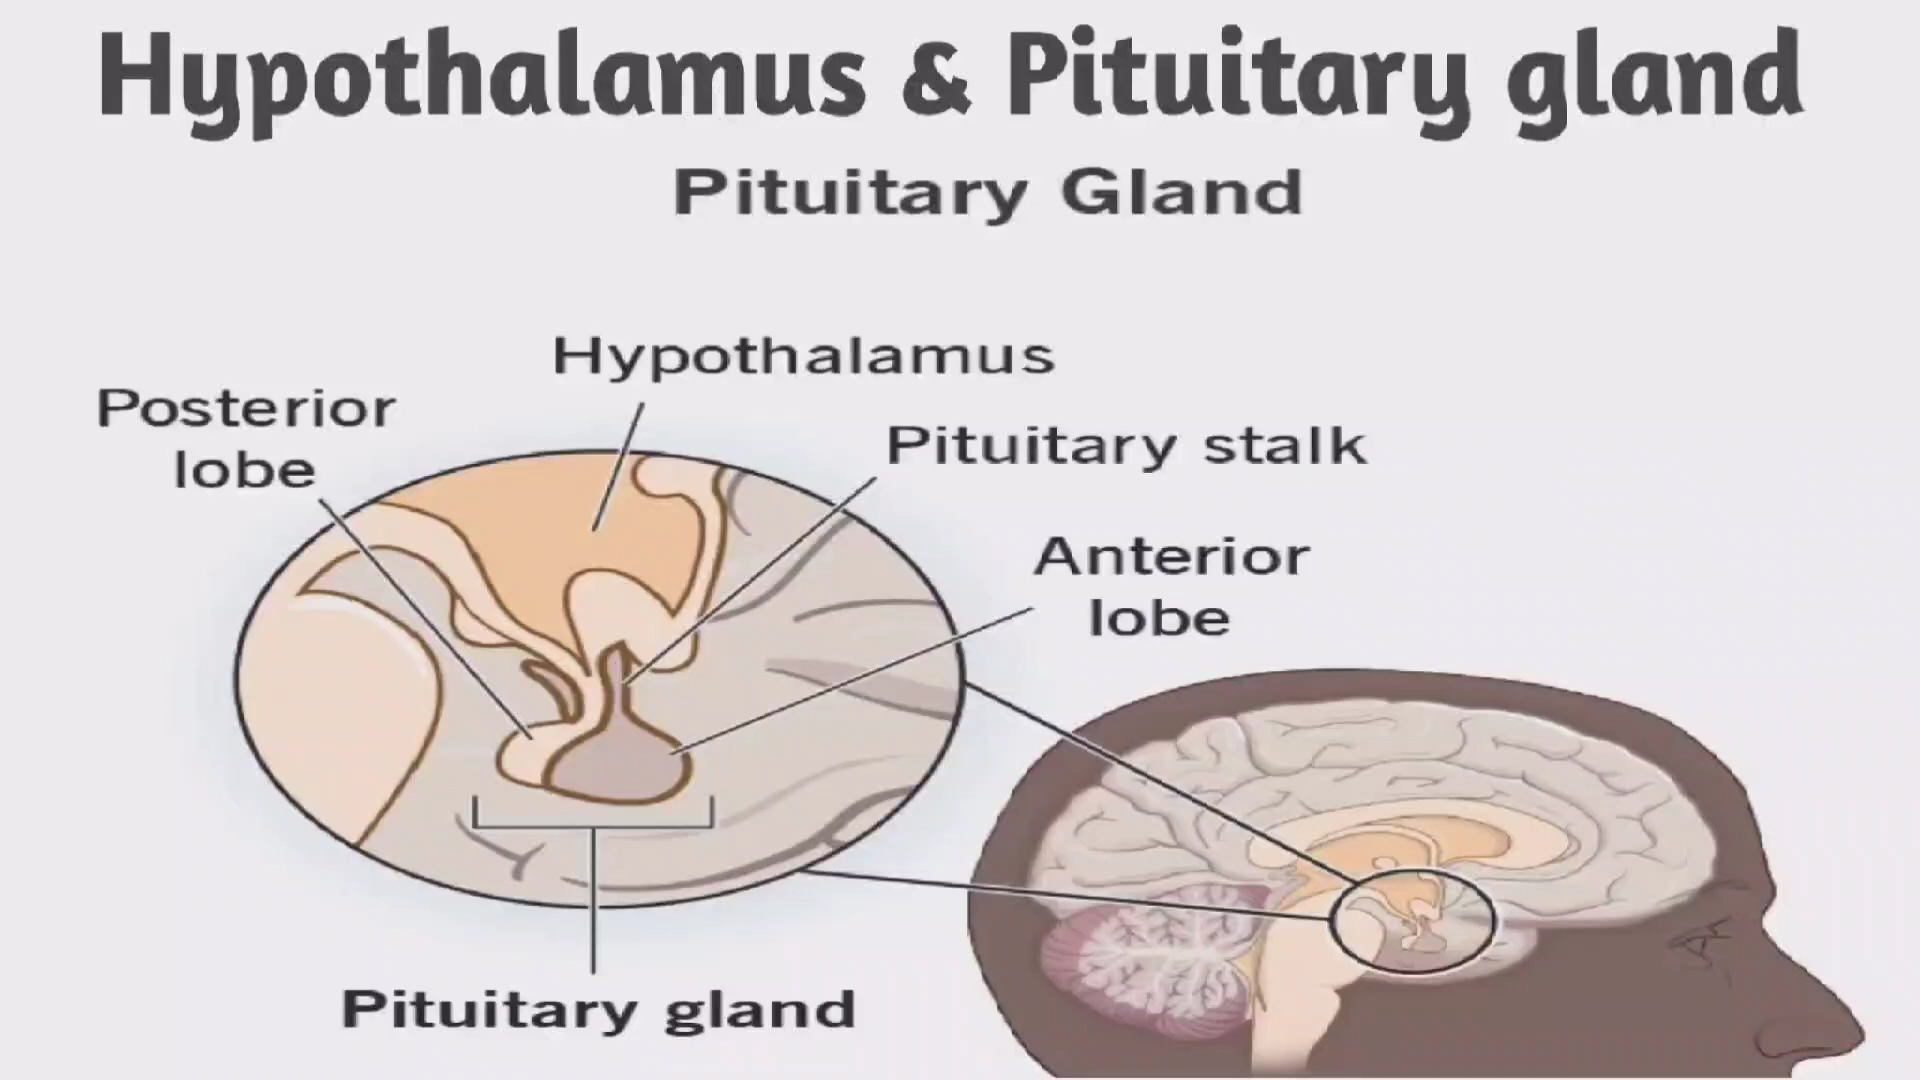 Hypothalamus & Pituitary gland
Pituitary Gland
Hypothalamus
Posterior
lobe
Pituitary stalk
Anterior
lobe
Pituitary gland